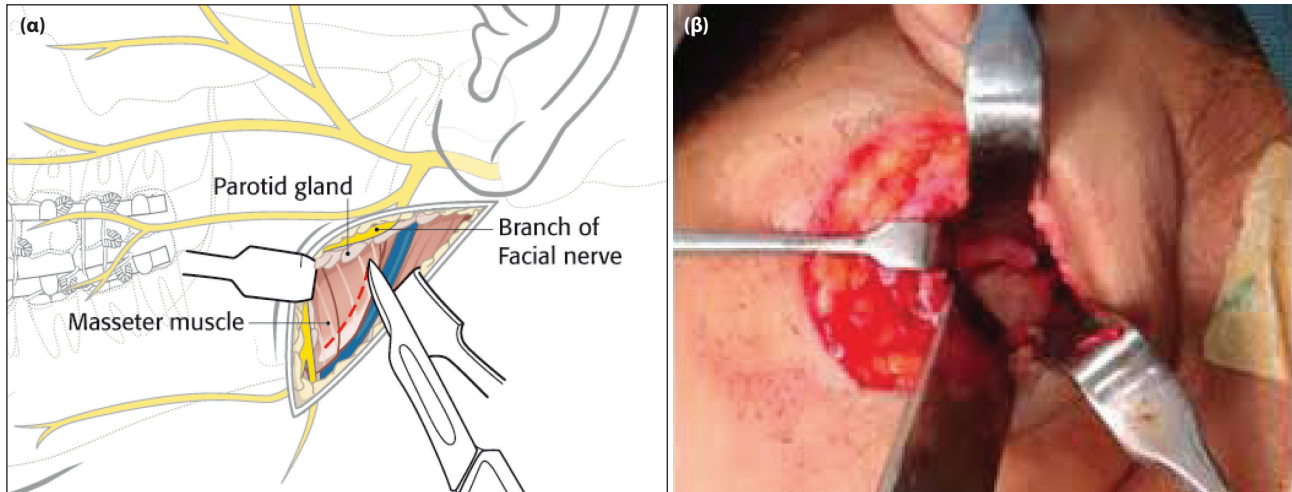 (α)
Parotid gland
Branch of
Facial nerve
Masseter muscle
(β)